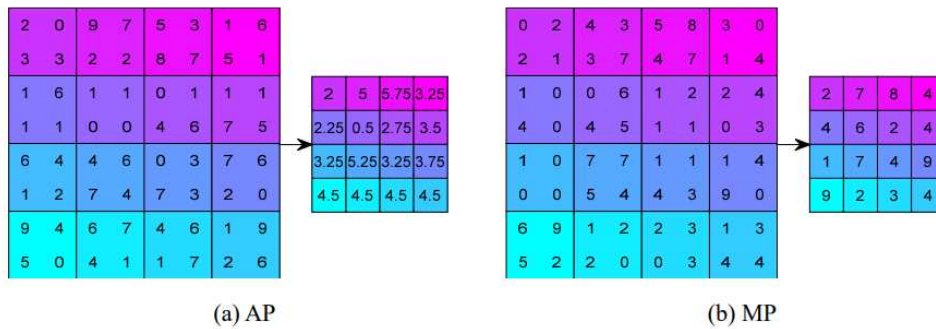 2 0 9 7 5 3 1 6
3 3 2 2 8 7 5 1
1 6 1 1 0 1 1 1
1 1 0 0 4 6 7 5
6 4 4 6 0 3 7 6
1 2 7 4 7 3 2 0
9 4 6 7 4 6 1 9
5 0 4 1 1 7 2 6
2 5 5.75 3.25
2.25 0.5 2.75 3.5
3.25 5.25 3.25 3.75
4.5 4.5 4.5 4.5
(a) AP
0 2 4 3 5 8 3 0
2 1 3 7 4 7 1 4
1 0 0 6 1 2 2 4
4 0 4 5 1 1 0 3
1 0 7 7 1 1 1 4
0 0 5 4 4 3 9 0
6 9 1 2 2 3 1 3
5 2 2 0 0 3 4 4
2 7 8 4
4 6 2 4
1 7 4 9
9 2 3 4
(b) MP